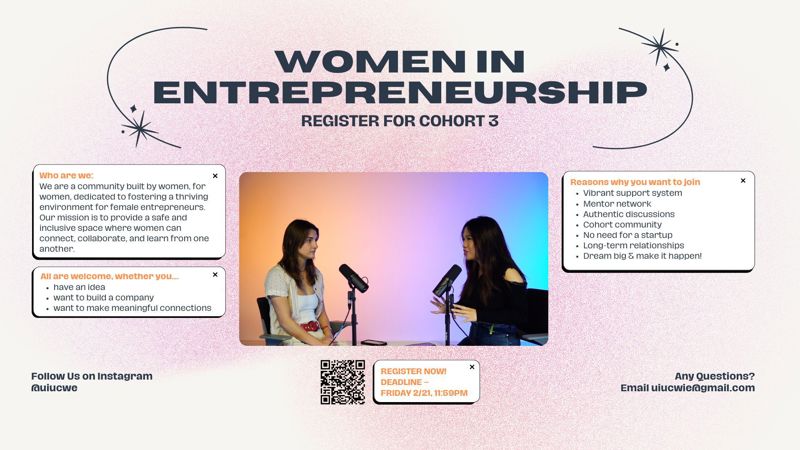 WOMEN IN
ENTREPRENEURSHIP
REGISTER FOR COHORT 3
Who are we:
We are a community built by women, for
women, dedicated to fostering a thriving
environment for female entrepreneurs.
Our mission is to provide a safe and
inclusive space where women can
connect, collaborate, and learn from one
another.
All are welcome, whether you...
• have an idea
• want to build a company
• want to make meaningful connections
Reasons why you want to join
• Vibrant support system
• Mentor network
• Authentic discussions
• Cohort community
• No need for a startup
• Long-term relationships
• Dream big & make it happen!
Follow Us on Instagram
@uiucwe
REGISTER NOW!
DEADLINE –
FRIDAY 2/21, 11:59PM
Any Questions?
Email uiucwie@gmail.com